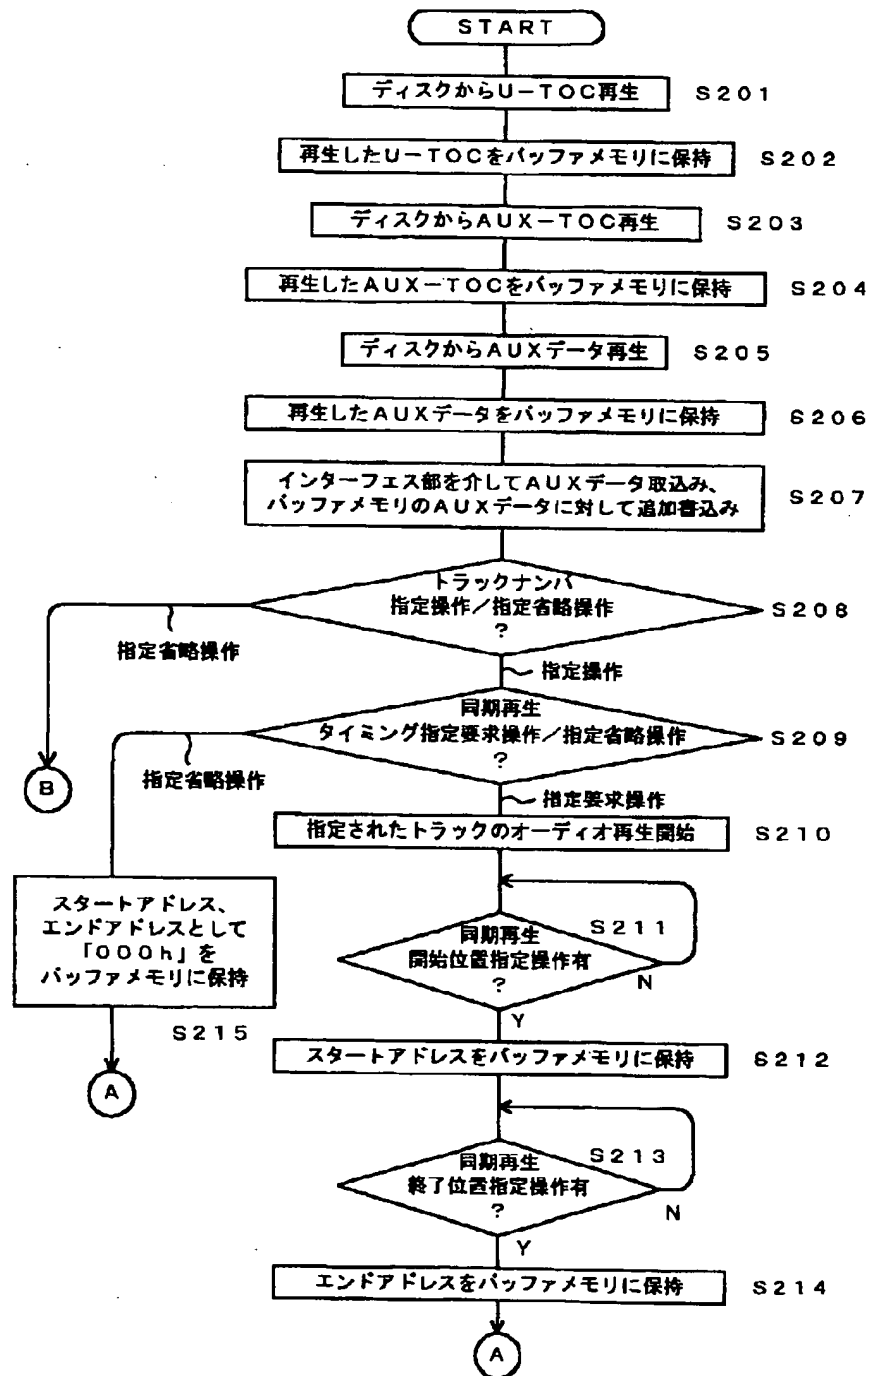 START
ディスクからU-TOC再生 S201
再生したU-TOCをバッファメモリに保持 S202
ディスクからAUX-TOC再生 S203
再生したAUX-TOCをバッファメモリに保持 S204
ディスクからAUXデータ再生 S205
再生したAUXデータをバッファメモリに保持 S206
インターフェス部を介してAUXデータ取込み、
バッファメモリのAUXデータに対して追加書込み
S207
トラックナンバ
指定操作/指定省略操作
?
S208
指定省略操作
指定操作
B
同期再生
タイミング指定要求操作/指定省略操作
?
S209
指定省略操作
指定要求操作
指定されたトラックのオーディオ再生開始 S210
スタートアドレス、
エンドアドレスとして
「000h」を
バッファメモリに保持
S215
A
同期再生
開始位置指定操作有
?
S211
N
Y
スタートアドレスをバッファメモリに保持 S212
同期再生
終了位置指定操作有
?
S213
N
Y
エンドアドレスをバッファメモリに保持 S214
A